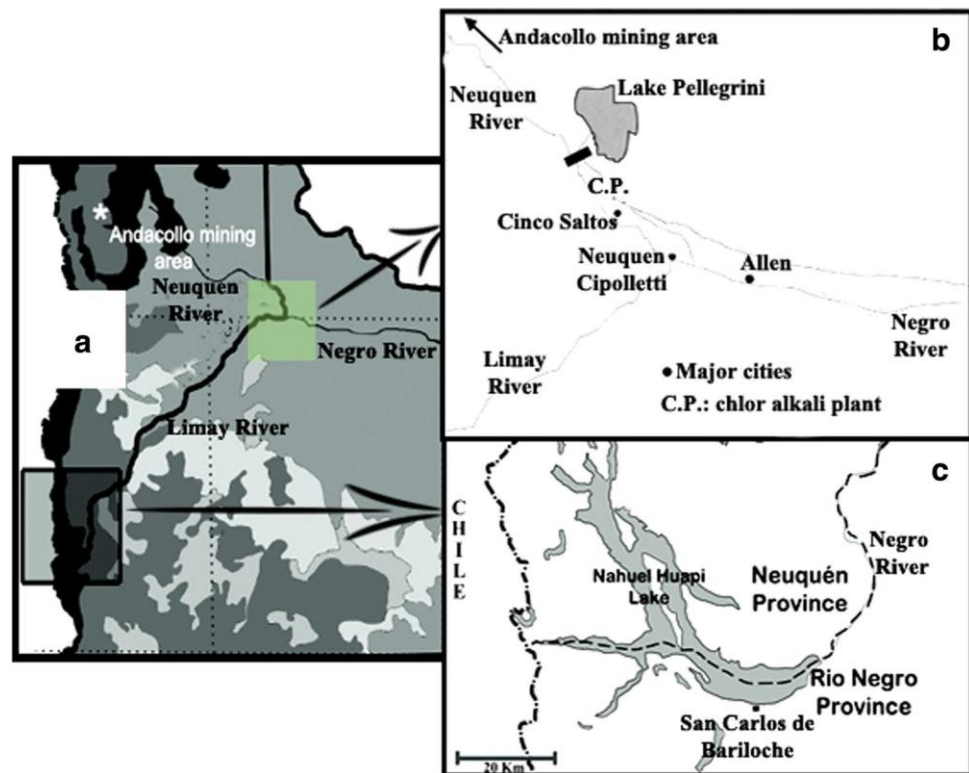 a
*
Andacollo mining
area
Neuquen
River
Negro River
Limay River
b
Andacollo mining area
Neuquen
River
Lake Pellegrini
C.P.
Cinco Saltos
Neuquen
Cipolletti
Allen
Negro
River
Limay
River
Major cities
C.P.: chlor alkali plant
c
CHILE
Nahuel Huapi
Lake
Neuquén
Province
Negro
River
Rio Negro
Province
San Carlos de
Bariloche
20 Km